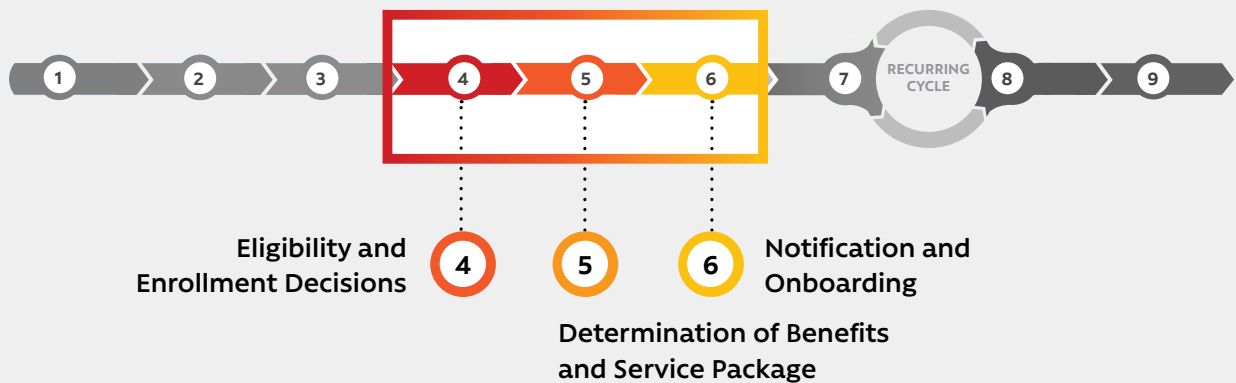 1
2
3
4
5
6
7
RECURRING
CYCLE
8
9
Eligibility and
Enrollment Decisions
4
5
6
Notification and
Onboarding
Determination of Benefits
and Service Package